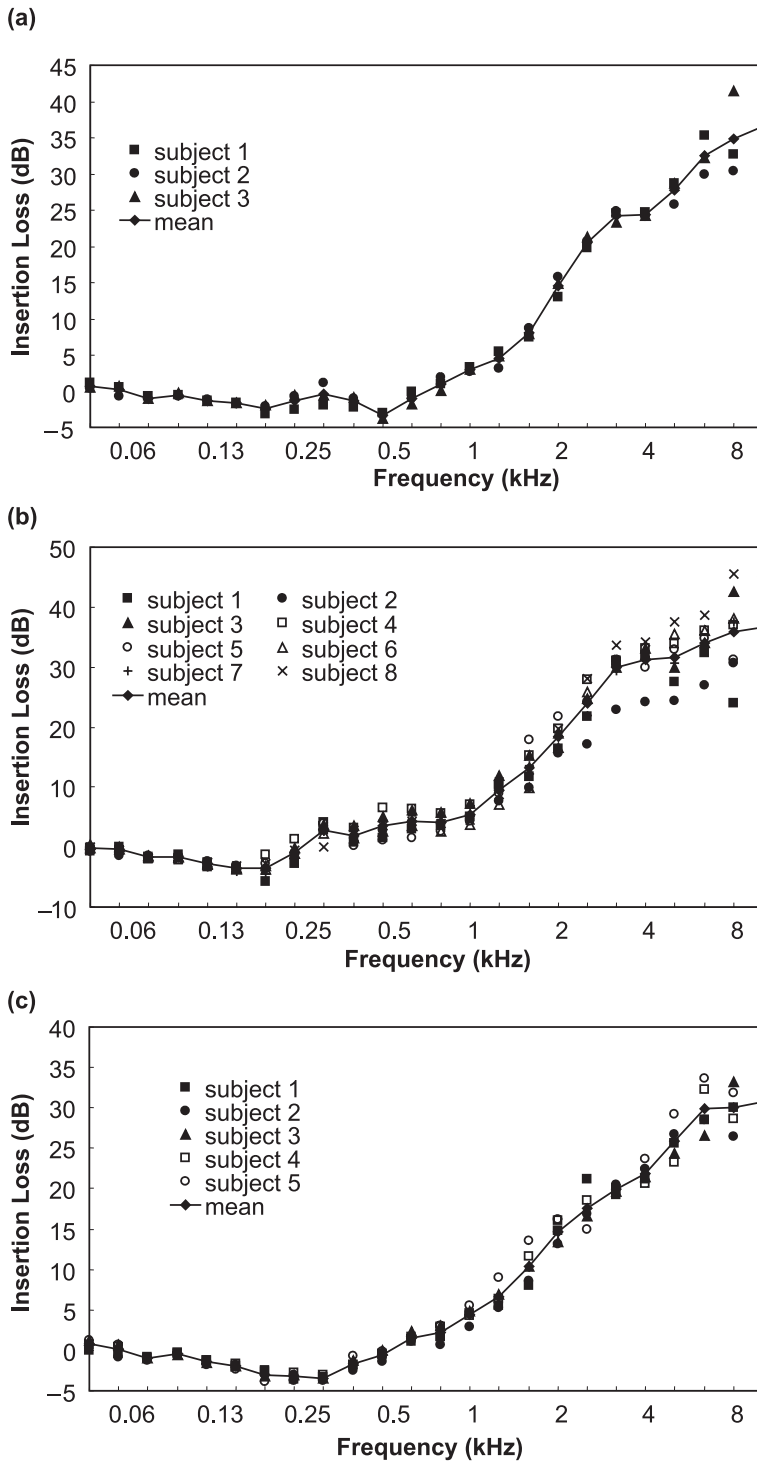 (a)
Insertion Loss (dB)
45
40
35
30
25
20
15
10
5
0
–5
subject 1
subject 2
subject 3
mean
0.06 0.13 0.25 0.5 1 2 4 8
Frequency (kHz)
(b)
Insertion Loss (dB)
50
40
30
20
10
0
–10
subject 1 subject 2
subject 3 subject 4
subject 5 subject 6
subject 7 subject 8
mean
0.06 0.13 0.25 0.5 1 2 4 8
Frequency (kHz)
(c)
Insertion Loss (dB)
40
35
30
25
20
15
10
5
0
–5
subject 1
subject 2
subject 3
subject 4
subject 5
mean
0.06 0.13 0.25 0.5 1 2 4 8
Frequency (kHz)